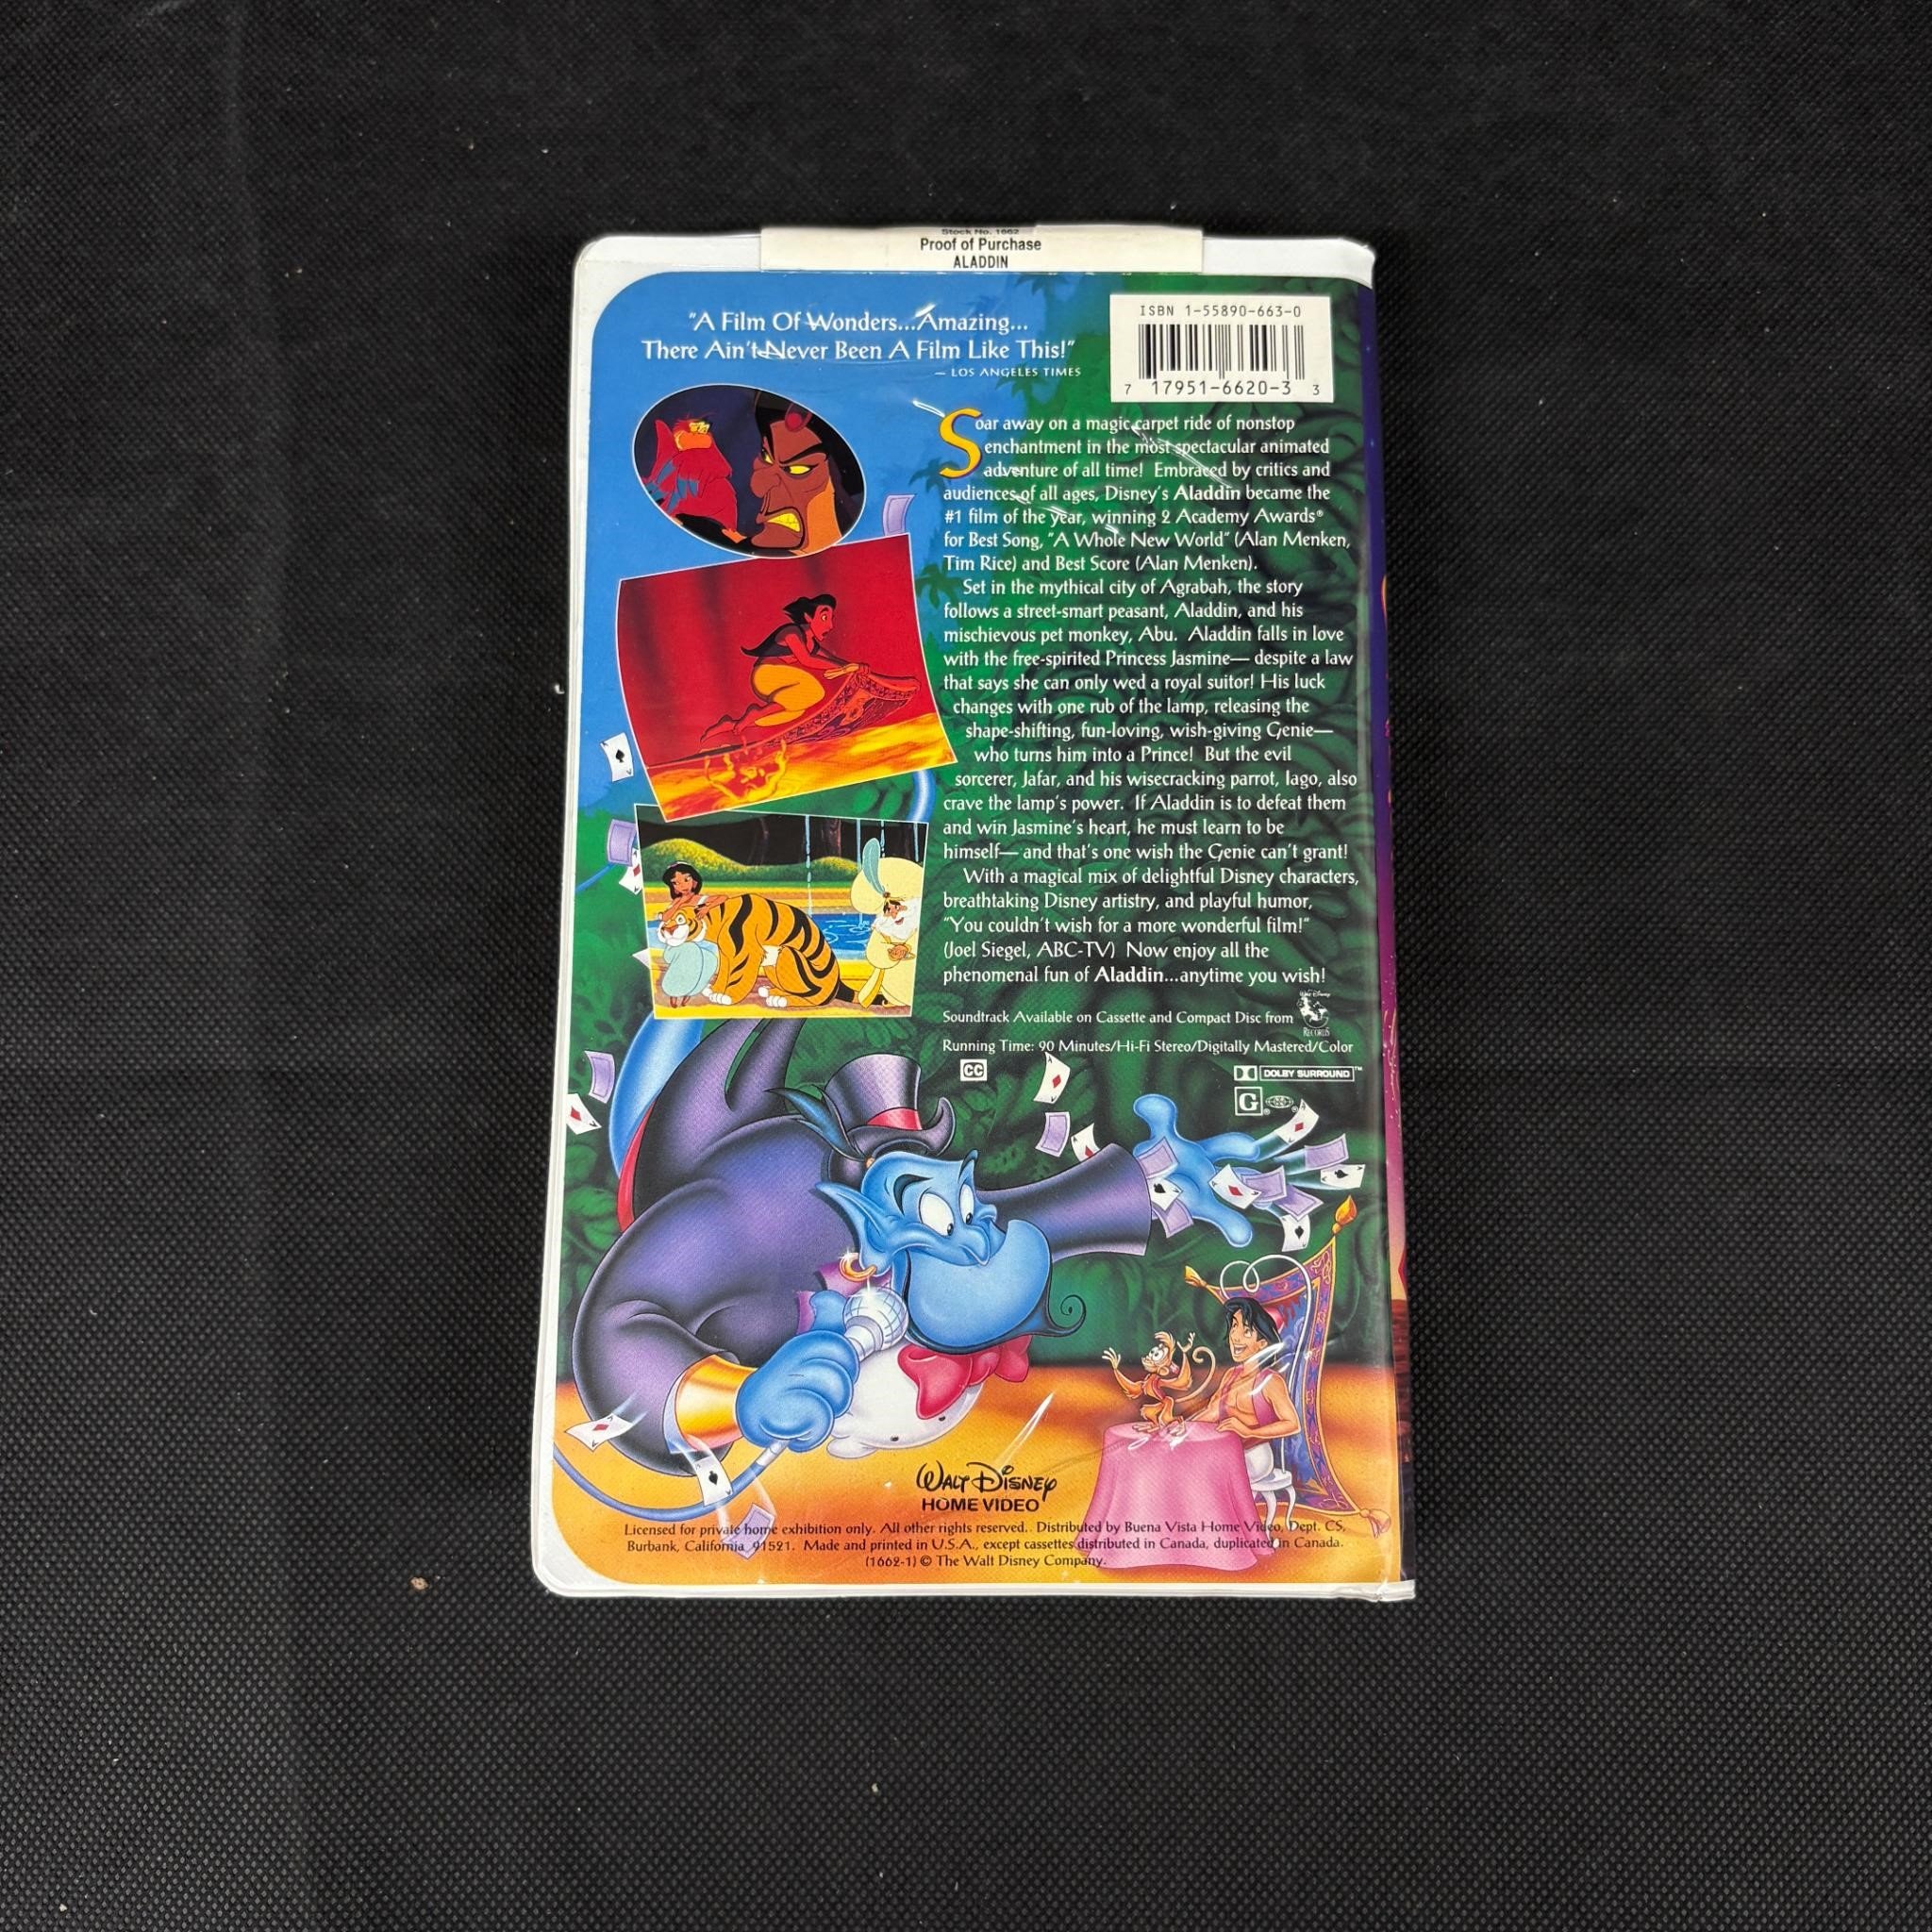 Stock No. 1662
Proof of Purchase
ALADDIN
"A Film Of Wonders...Amazing...
There Ain't Never Been A Film Like This!"
– LOS ANGELES TIMES
ISBN 1-55890-663-0
7 17951-6620-3 3
Soar away on a magic carpet ride of nonstop
enchantment in the most spectacular animated
adventure of all time! Embraced by critics and
audiences of all ages, Disney's Aladdin became the
#1 film of the year, winning 2 Academy Awards®
for Best Song, "A Whole New World" (Alan Menken,
Tim Rice) and Best Score (Alan Menken).
Set in the mythical city of Agrabah, the story
follows a street-smart peasant, Aladdin, and his
mischievous pet monkey, Abu. Aladdin falls in love
with the free-spirited Princess Jasmine— despite a law
that says she can only wed a royal suitor! His luck
changes with one rub of the lamp, releasing the
shape-shifting, fun-loving, wish-giving Genie—
who turns him into a Prince! But the evil
sorcerer, Jafar, and his wisecracking parrot, Iago, also
crave the lamp's power. If Aladdin is to defeat them
and win Jasmine's heart, he must learn to be
himself— and that's one wish the Genie can't grant!
With a magical mix of delightful Disney characters,
breathtaking Disney artistry, and playful humor,
"You couldn't wish for a more wonderful film!"
(Joel Siegel, ABC-TV) Now enjoy all the
phenomenal fun of Aladdin...anytime you wish!
Soundtrack Available on Cassette and Compact Disc from
Walt Disney
RECORDS
Running Time: 90 Minutes/Hi-Fi Stereo/Digitally Mastered/Color
CC
DOLBY SURROUND™
G
WALT DISNEY
HOME VIDEO
Licensed for private home exhibition only. All other rights reserved. Distributed by Buena Vista Home Video, Dept. CS,
Burbank, California 91521. Made and printed in U.S.A., except cassettes distributed in Canada, duplicated in Canada.
(1662-1) © The Walt Disney Company.